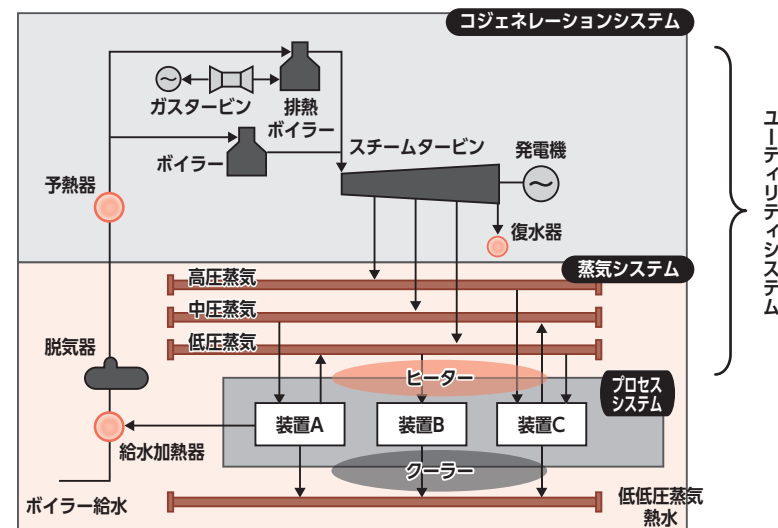 コジェネレーションシステム
ガスタービン
排熱
ボイラー
ボイラー
スチームタービン
発電機
予熱器
復水器
ユーティリティシステム
蒸気システム
高圧蒸気
中圧蒸気
低圧蒸気
脱気器
ヒーター
プロセス
システム
装置A
装置B
装置C
給水加熱器
クーラー
ボイラー給水
低低圧蒸気
熱水